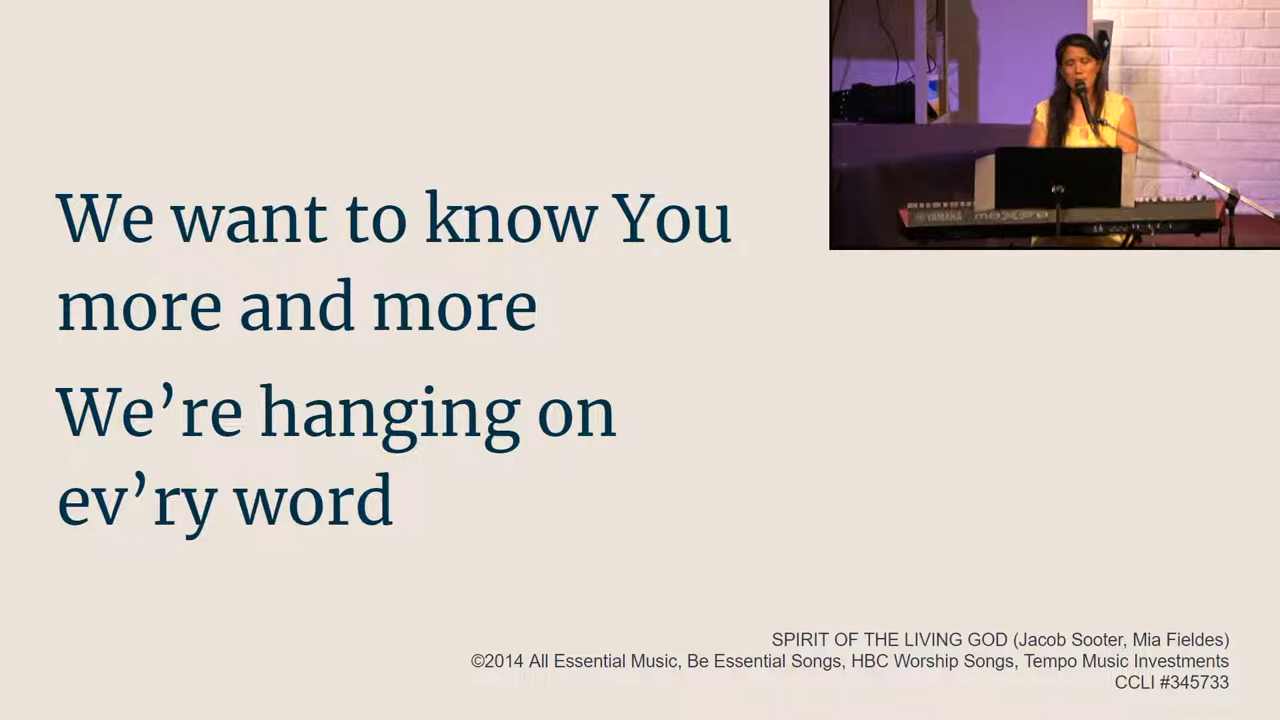 We want to know You
more and more
We’re hanging on
ev’ry word
YAMAHA
SPIRIT OF THE LIVING GOD (Jacob Sooter, Mia Fieldes)
©2014 All Essential Music, Be Essential Songs, HBC Worship Songs, Tempo Music Investments
CCLI #345733